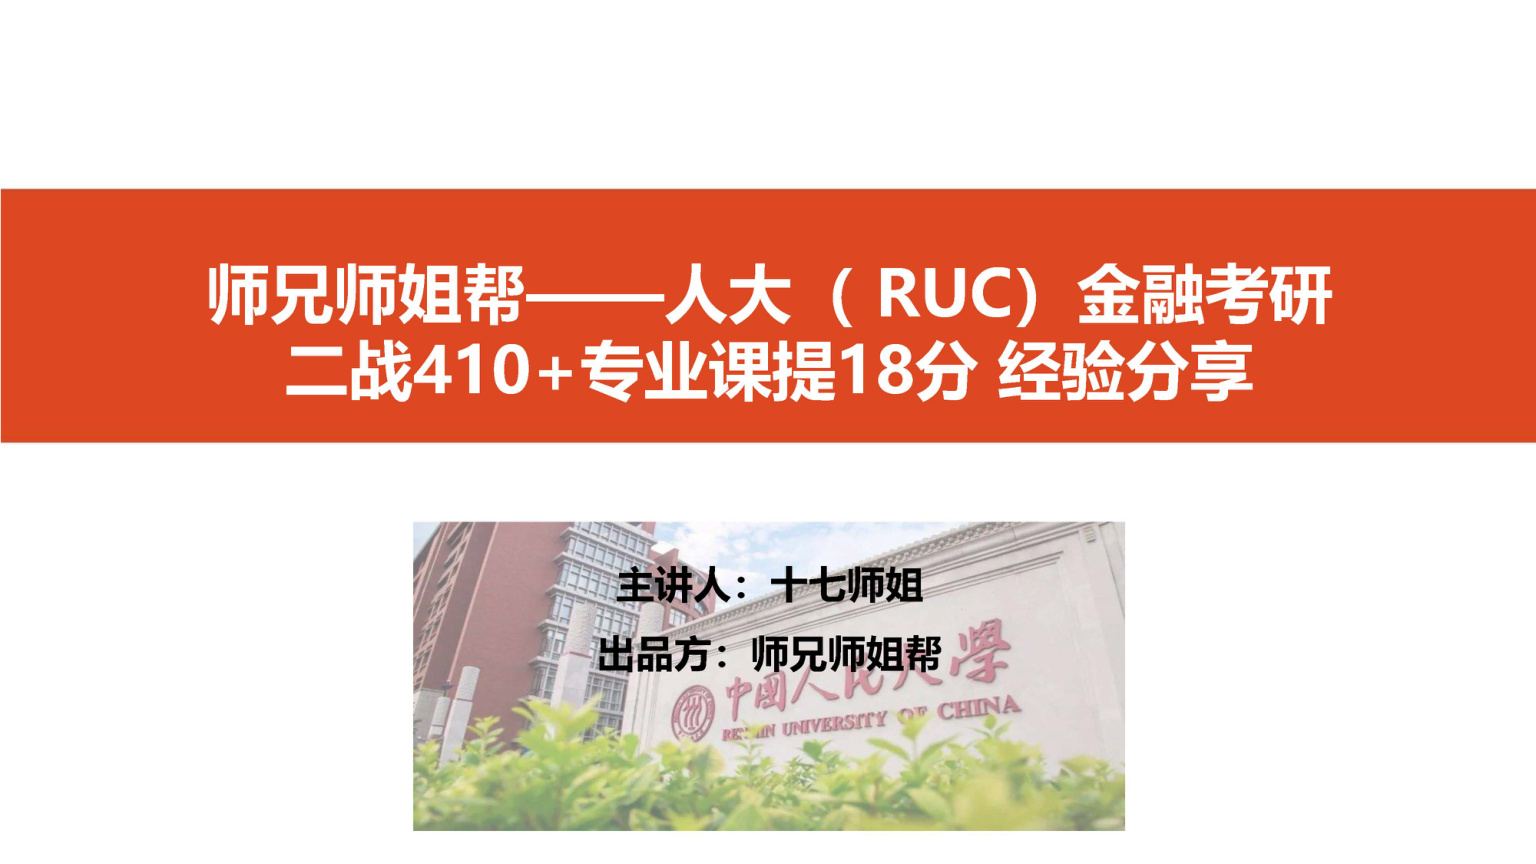 师兄师姐帮——人大（ RUC）金融考研
二战410+专业课提18分 经验分享
主讲人：十七师姐
出品方：师兄师姐帮
中國人民大學
RENMIN UNIVERSITY OF CHINA